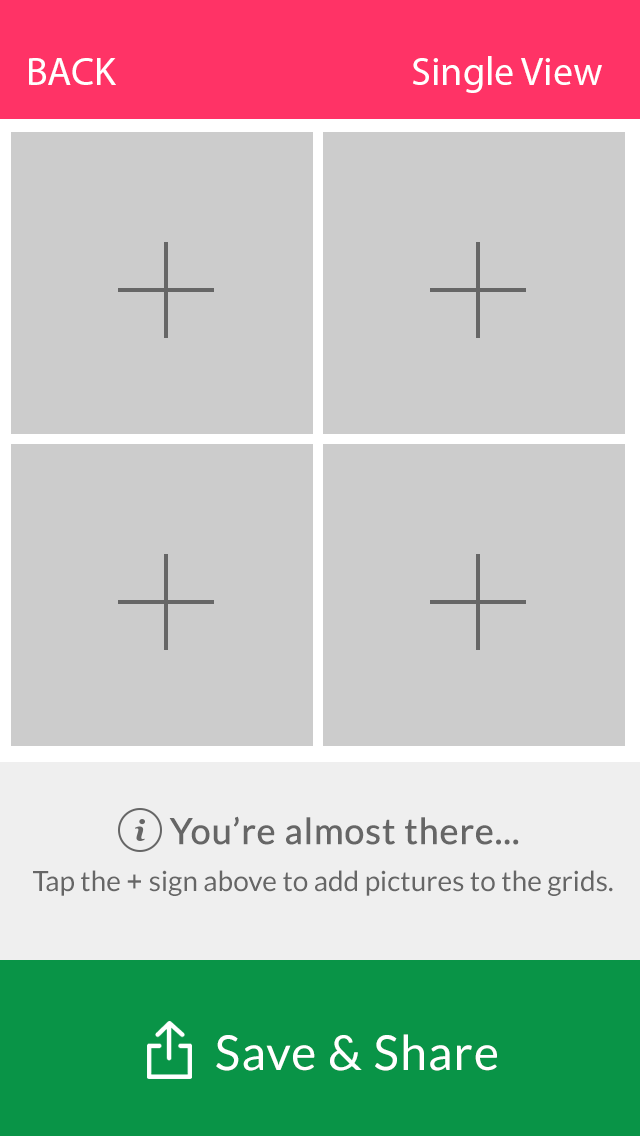 BACK
Single View
You’re almost there...
Tap the + sign above to add pictures to the grids.
Save & Share